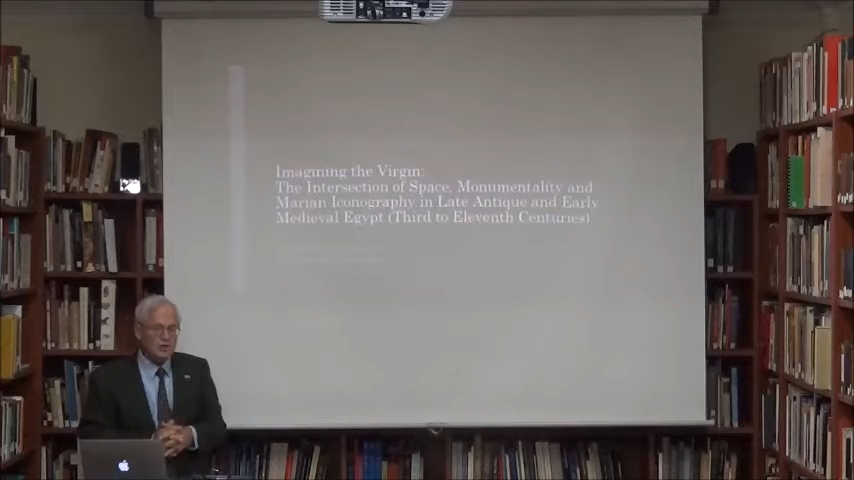 Imagining the Virgin:
The Intersection of Space, Monumentality and
Marian Iconography in Late Antique and Early
Medieval Egypt (Third to Eleventh Centuries)